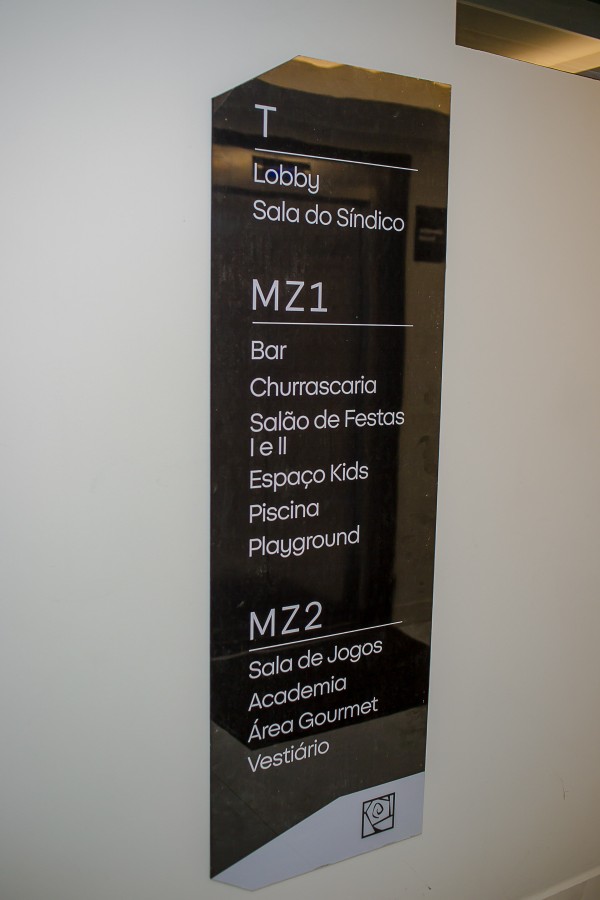 T
Lobby
Sala do Síndico
MZ1
Bar
Churrascaria
Salão de Festas
I e II
Espaço Kids
Piscina
Playground
MZ2
Sala de Jogos
Academia
Área Gourmet
Vestiário